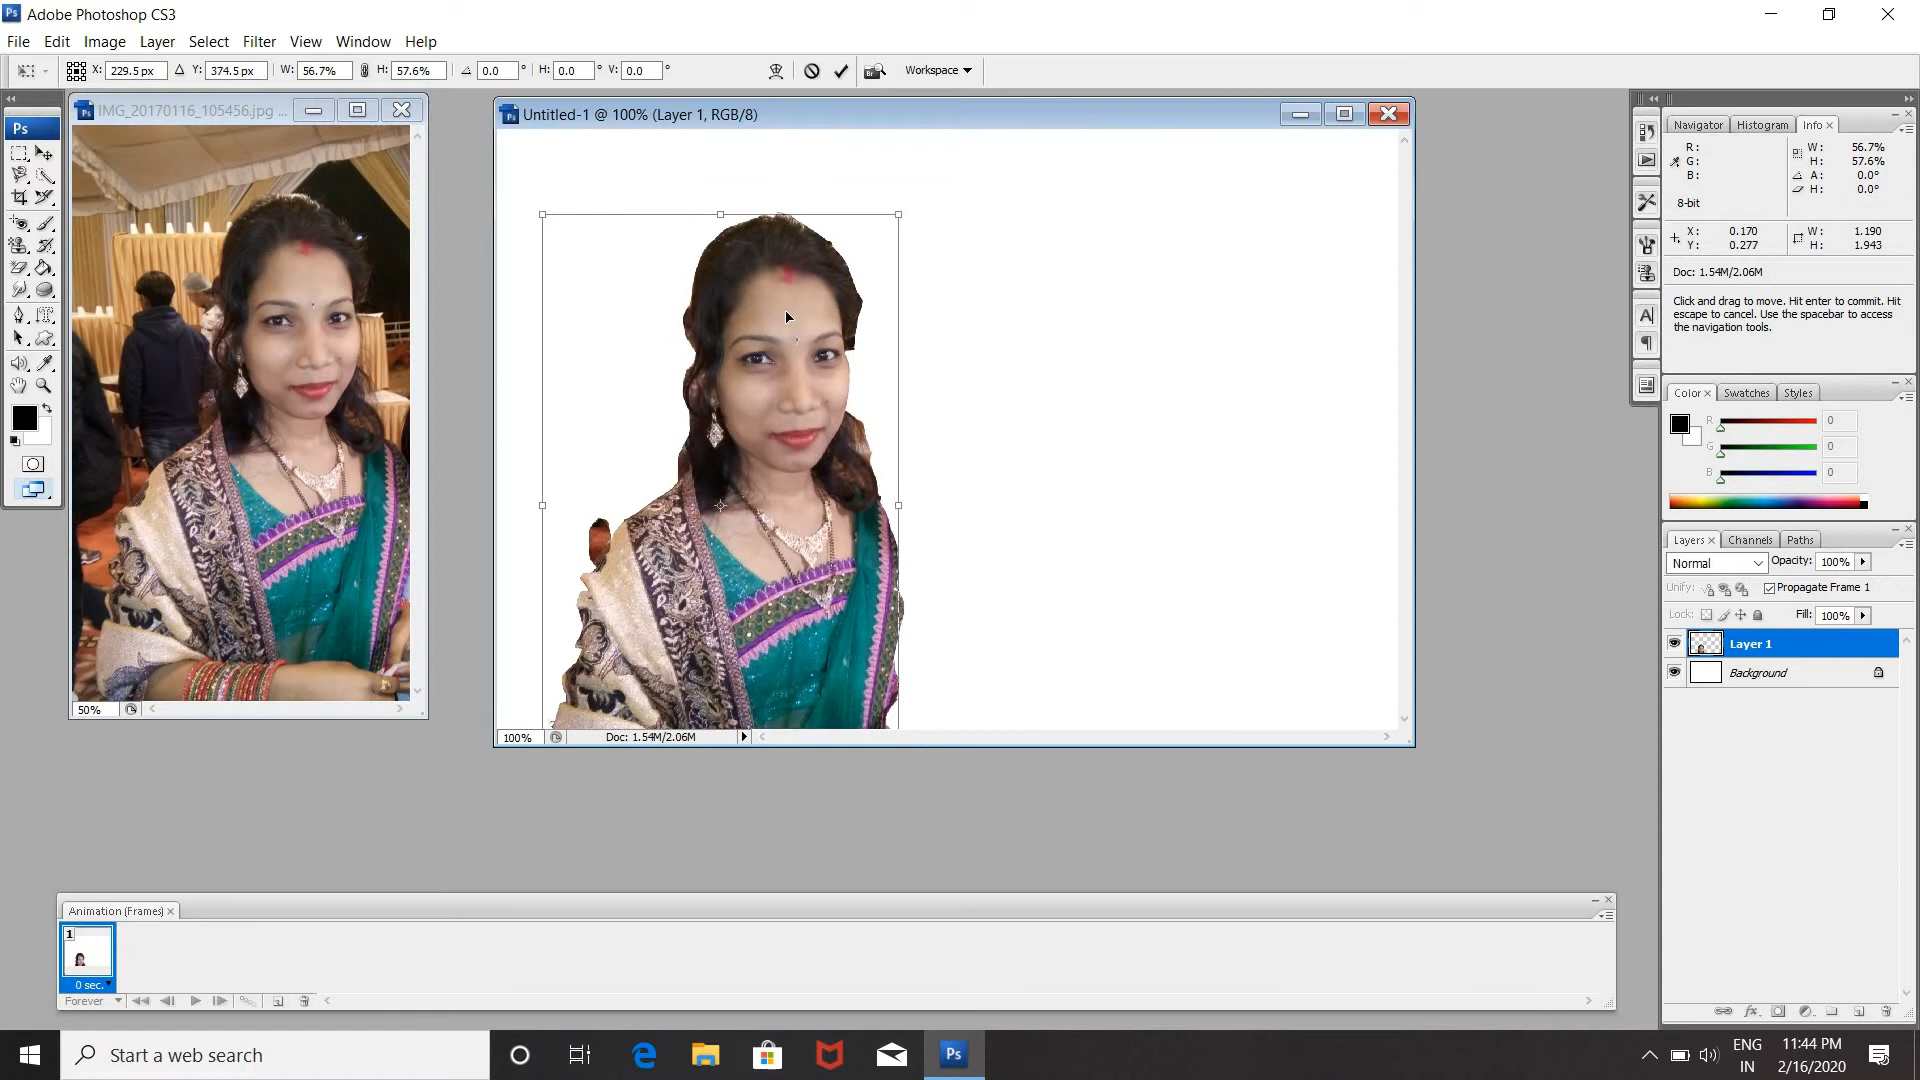 Ps Adobe Photoshop CS3
File Edit Image Layer Select Filter View Window Help
X: 229.5 px Y: 374.5 px W: 56.7% H: 57.6% 0.0 ° H: 0.0 ° V: 0.0 ° Workspace
IMG_20170116_105456.jpg ...
Untitled-1 @ 100% (Layer 1, RGB/8)
Ps
50%
100% Doc: 1.54M/2.06M
Navigator Histogram Info
R: W: 56.7%
G: H: 57.6%
B: A: 0.0°
H: 0.0°
8-bit
X: 0.170 W: 1.190
Y: 0.277 H: 1.943
Doc: 1.54M/2.06M
Click and drag to move. Hit enter to commit. Hit
escape to cancel. Use the spacebar to access
the navigation tools.
Color Swatches Styles
R 0
G 0
B 0
Layers Channels Paths
Normal Opacity: 100%
Unify: Propagate Frame 1
Lock: Fill: 100%
Layer 1
Background
Animation (Frames)
1
0 sec.
Forever
Start a web search
Ps
ENG 11:44 PM
IN 2/16/2020